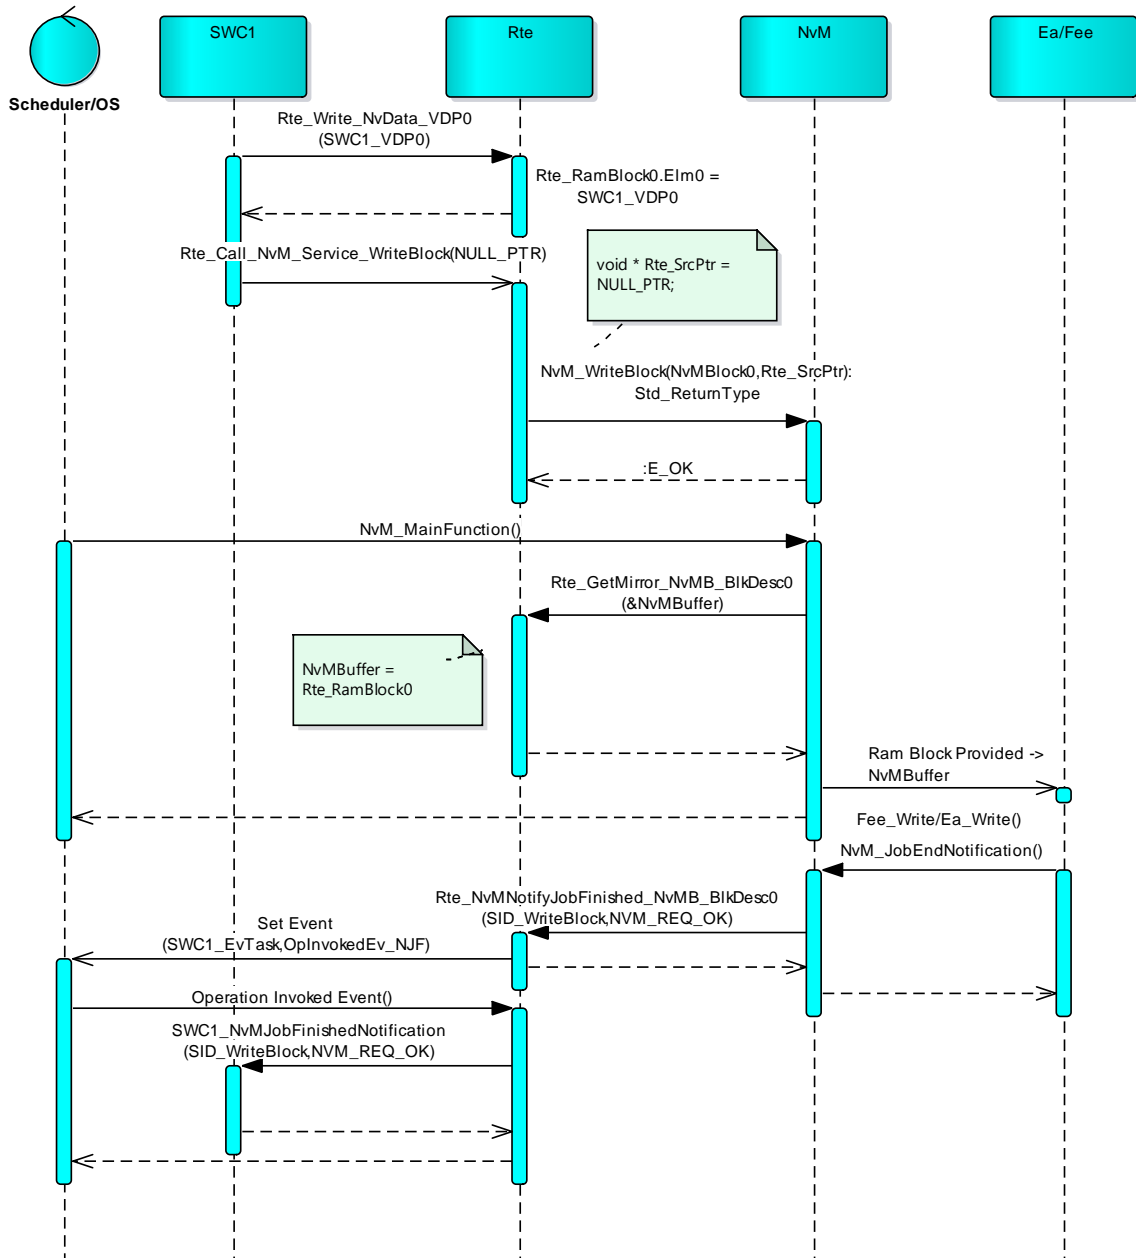 SWC1
Rte
NvM
Ea/Fee
Scheduler/OS
Rte_Write_NvData_VDP0
(SWC1_VDP0)
Rte_RamBlock0.Elm0 =
SWC1_VDP0
Rte_Call_NvM_Service_WriteBlock(NULL_PTR)
void * Rte_SrcPtr =
NULL_PTR;
NvM_WriteBlock(NvMBlock0,Rte_SrcPtr):
Std_ReturnType
:E_OK
NvM_MainFunction()
Rte_GetMirror_NvMB_BlkDesc0
(&NvMBuffer)
NvMBuffer =
Rte_RamBlock0
Ram Block Provided ->
NvMBuffer
Fee_Write/Ea_Write()
NvM_JobEndNotification()
Rte_NvMNotifyJobFinished_NvMB_BlkDesc0
(SID_WriteBlock,NVM_REQ_OK)
Set Event
(SWC1_EvTask,OpInvokedEv_NJF)
Operation Invoked Event()
SWC1_NvMJobFinishedNotification
(SID_WriteBlock,NVM_REQ_OK)